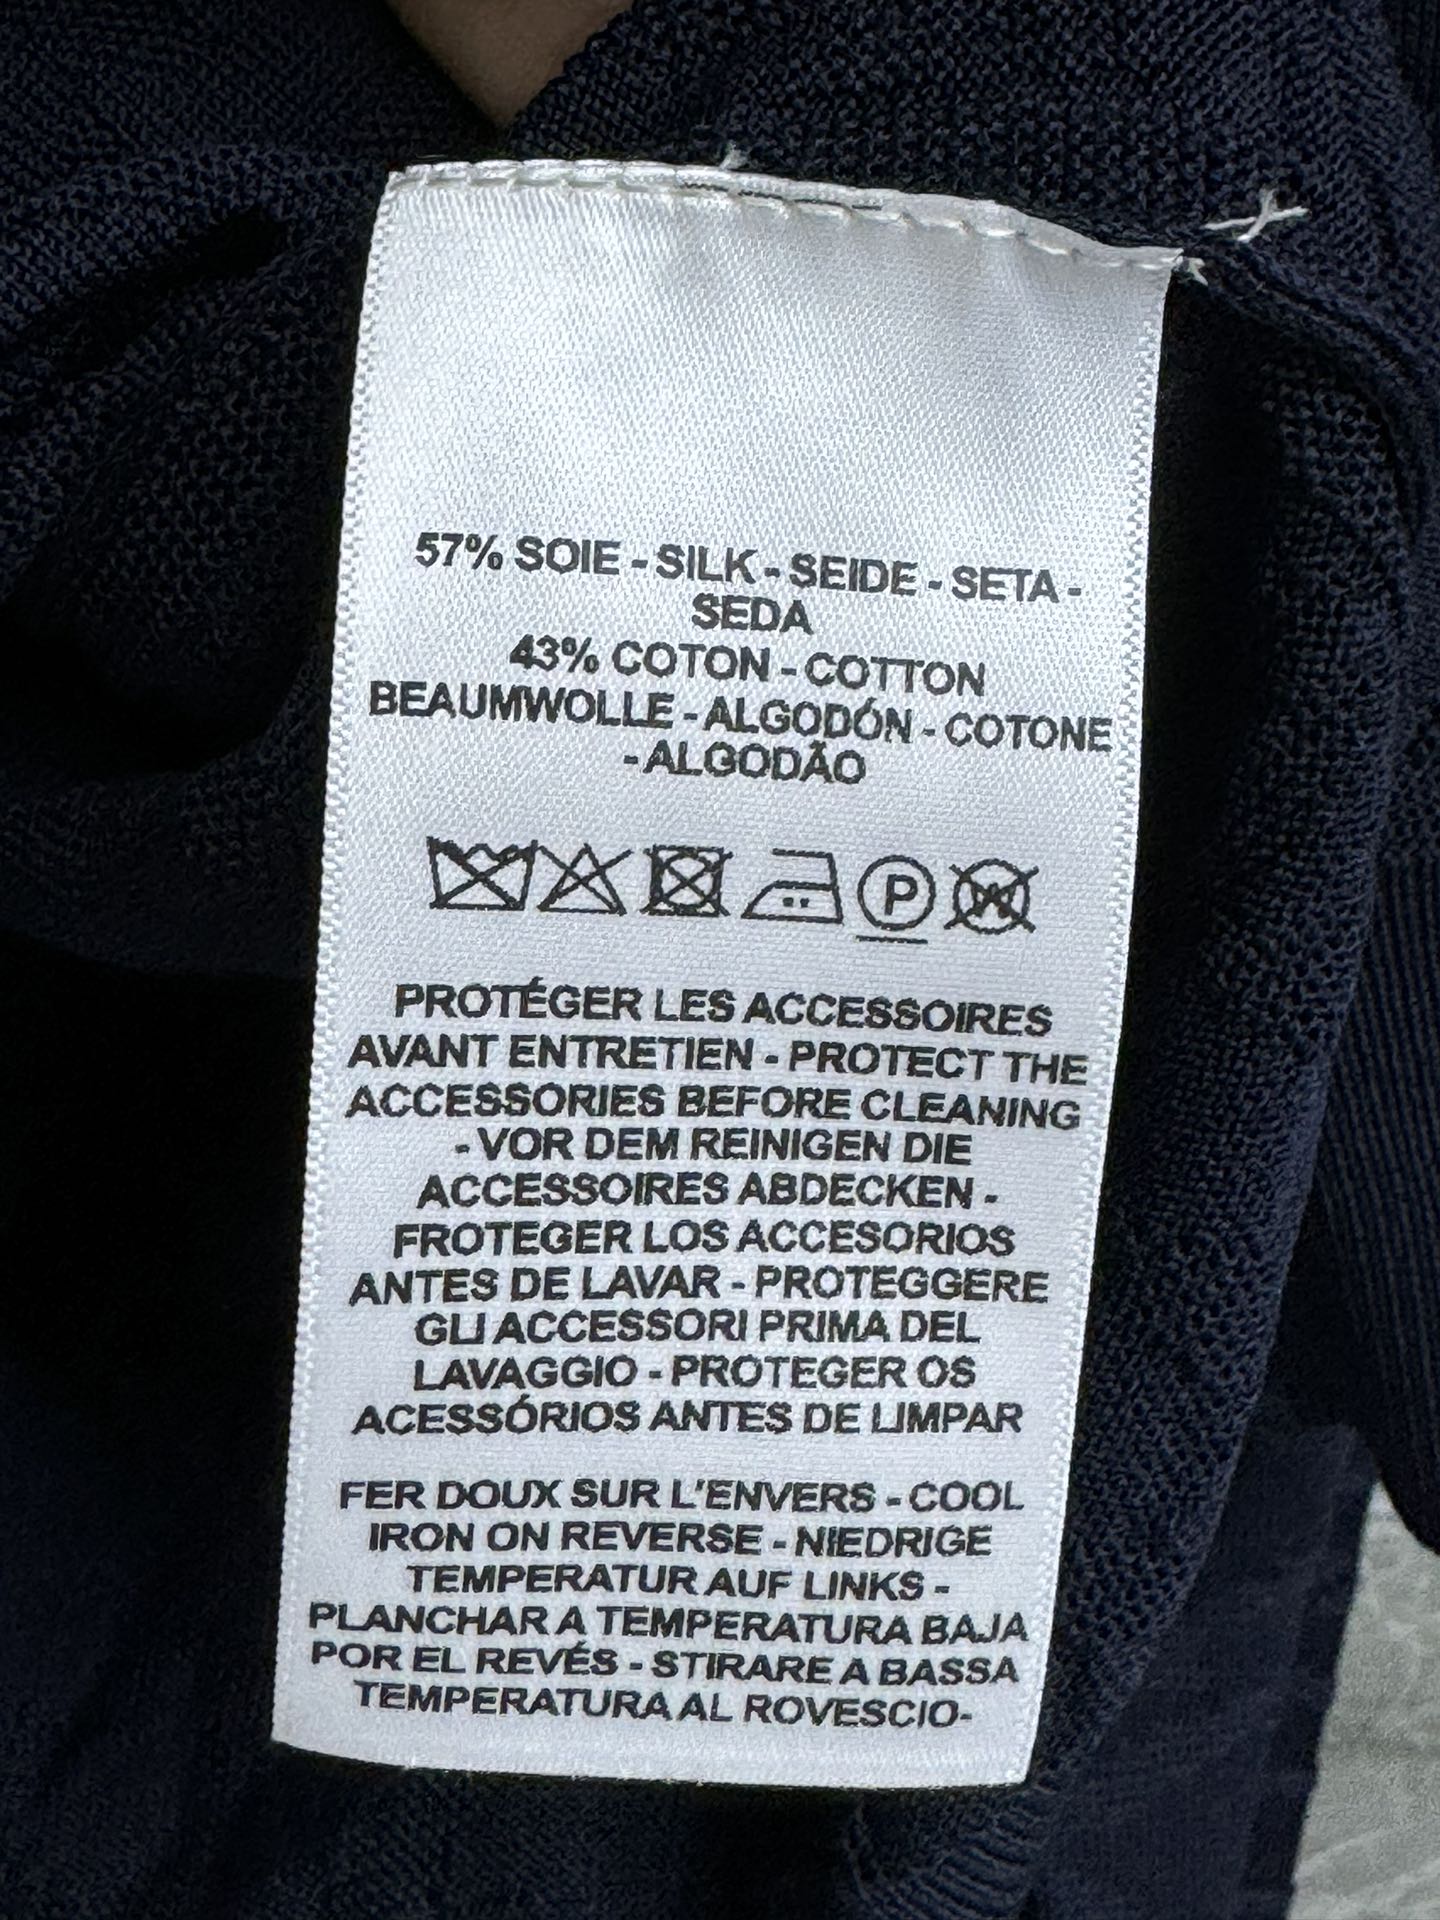 57% SOIE - SILK - SEIDE - SETA -
SEDA
43% COTON - COTTON
BEAUMWOLLE - ALGODÓN - COTONE
- ALGODÃO
P
W
PROTÉGER LES ACCESSOIRES
AVANT ENTRETIEN - PROTECT THE
ACCESSORIES BEFORE CLEANING
- VOR DEM REINIGEN DIE
ACCESSOIRES ABDECKEN -
FROTEGER LOS ACCESORIOS
ANTES DE LAVAR - PROTEGGERE
GLI ACCESSORI PRIMA DEL
LAVAGGIO - PROTEGER OS
ACESSÓRIOS ANTES DE LIMPAR
FER DOUX SUR L'ENVERS - COOL
IRON ON REVERSE - NIEDRIGE
TEMPERATUR AUF LINKS -
PLANCHAR A TEMPERATURA BAJA
POR EL REVÉS - STIRARE A BASSA
TEMPERATURA AL ROVESCIO-